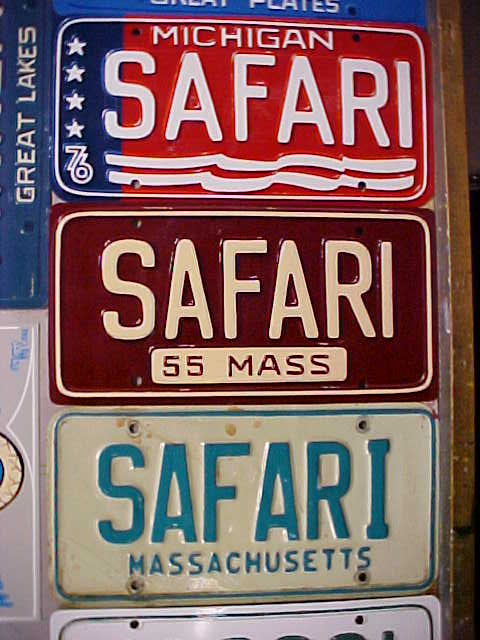 GREAT PLATES
GREAT LAKES
MICHIGAN
SAFARI
76
SAFARI
55 MASS
SAFARI
MASSACHUSETTS